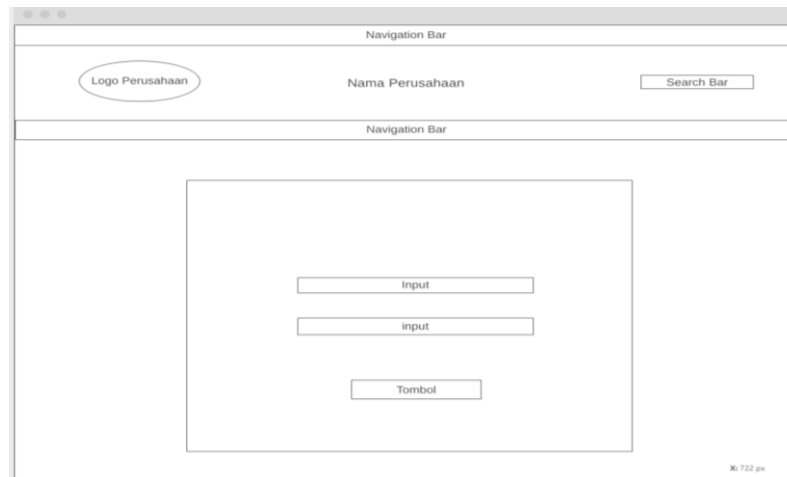 Navigation Bar
Logo Perusahaan
Nama Perusahaan
Search Bar
Navigation Bar
Input
input
Tombol
X: 722 px